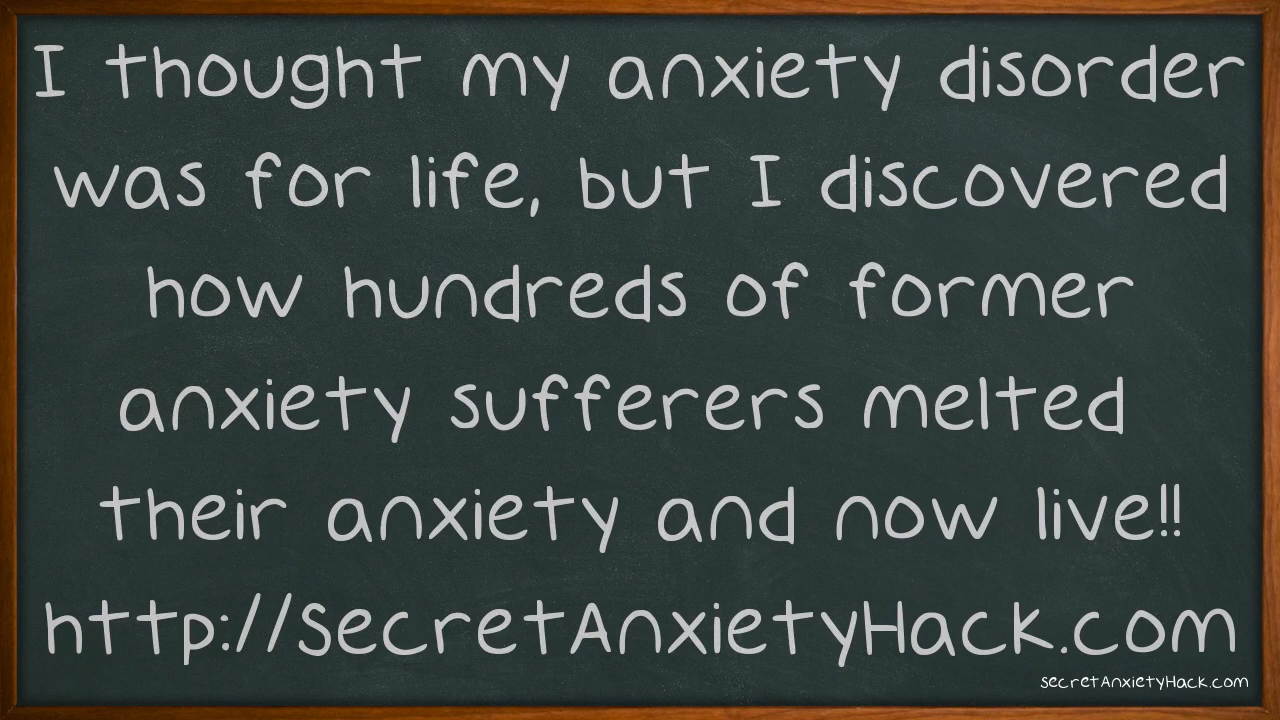 I thought my anxiety disorder
was for life, but I discovered
how hundreds of former
anxiety sufferers melted
their anxiety and now live!!
http://SecretAnxietyHack.com
secretAnxietyHack.com